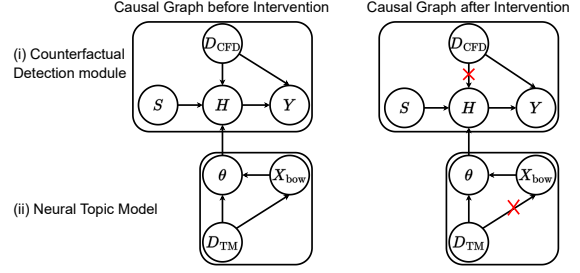 Causal Graph before Intervention
Causal Graph after Intervention
(i) Counterfactual
Detection module
D_CFD
S
H
Y
θ
X_bow
D_TM
(ii) Neural Topic Model
D_CFD
S
H
Y
θ
X_bow
D_TM